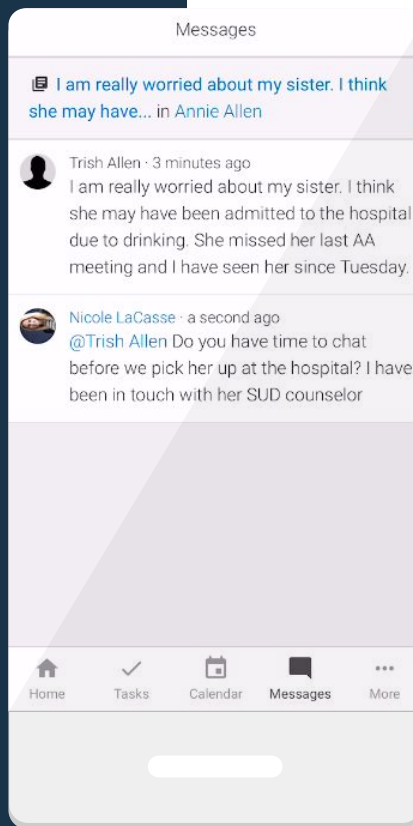 Messages
I am really worried about my sister. I think
she may have... in Annie Allen
Trish Allen · 3 minutes ago
I am really worried about my sister. I think
she may have been admitted to the hospital
due to drinking. She missed her last AA
meeting and I have seen her since Tuesday.
Nicole LaCasse · a second ago
@Trish Allen Do you have time to chat
before we pick her up at the hospital? I have
been in touch with her SUD counselor
Home Tasks Calendar Messages More